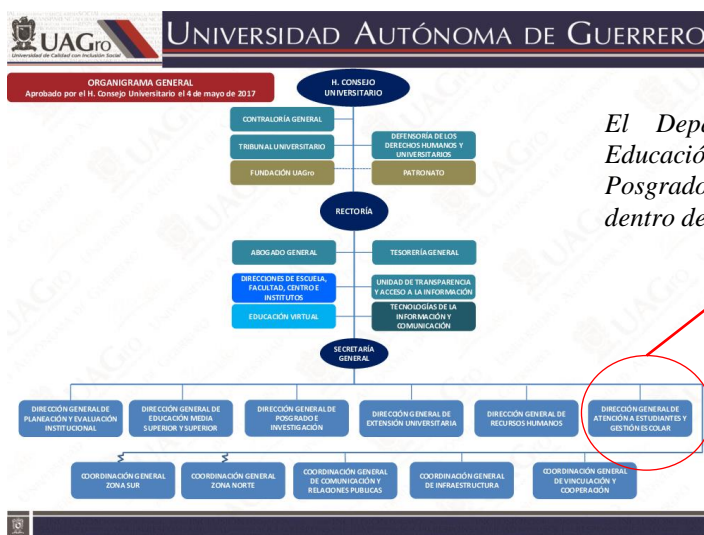 UAGro
Universidad de Calidad con Inclusión Social
UNIVERSIDAD AUTÓNOMA DE GUERRERO
ORGANIGRAMA GENERAL
Aprobado por el H. Consejo Universitario el 4 de mayo de 2017
H. CONSEJO
UNIVERSITARIO
CONTRALORÍA GENERAL
TRIBUNAL UNIVERSITARIO
DEFENSORÍA DE LOS
DERECHOS HUMANOS Y
UNIVERSITARIOS
FUNDACIÓN UAGro
PATRONATO
El Depa
Educació
Posgrado
dentro de
RECTORÍA
ABOGADO GENERAL
TESORERÍA GENERAL
DIRECCIONES DE ESCUELA,
FACULTAD, CENTRO E
INSTITUTOS
UNIDAD DE TRANSPARENCIA
Y ACCESO A LA INFORMACIÓN
EDUCACIÓN VIRTUAL
TECNOLOGÍAS DE LA
INFORMACIÓN Y
COMUNICACIÓN
SECRETARÍA
GENERAL
DIRECCIÓN GENERAL DE
PLANEACIÓN Y EVALUACIÓN
INSTITUCIONAL
DIRECCIÓN GENERAL DE
EDUCACIÓN MEDIA
SUPERIOR Y SUPERIOR
DIRECCIÓN GENERAL DE
POSGRADO E
INVESTIGACIÓN
DIRECCIÓN GENERAL DE
EXTENSIÓN UNIVERSITARIA
DIRECCIÓN GENERAL DE
RECURSOS HUMANOS
DIRECCIÓN GENERAL DE
ATENCIÓN A ESTUDIANTES Y
GESTIÓN ESCOLAR
COORDINACIÓN GENERAL
ZONA SUR
COORDINACIÓN GENERAL
ZONA NORTE
COORDINACIÓN GENERAL
DE COMUNICACIÓN Y
RELACIONES PUBLICAS
COORDINACIÓN GENERAL
DE INFRAESTRUCTURA
COORDINACIÓN GENERAL
DE VINCULACIÓN Y
COOPERACIÓN